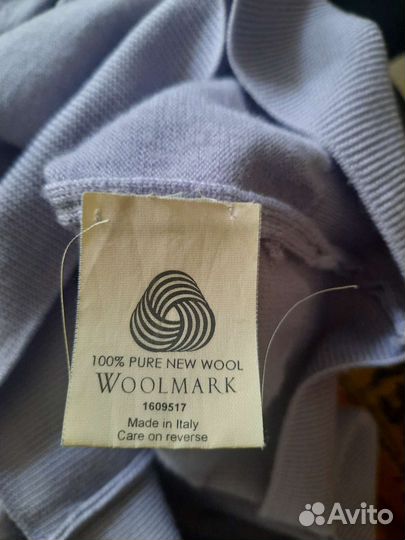 100% PURE NEW WOOL
WOOLMARK
1609517
Made in Italy
Care on reverse
Avito